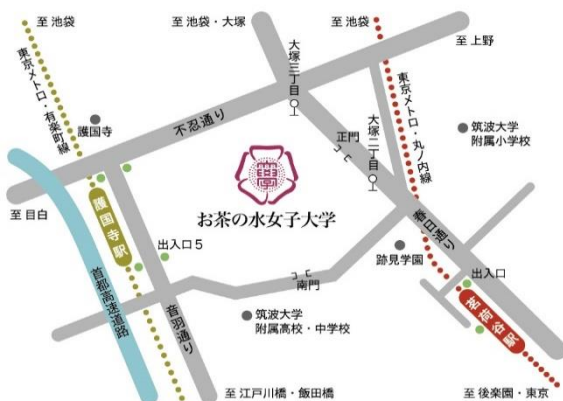 至 池袋
至 池袋・大塚
至 池袋
至 上野
東京メトロ・有楽町線
護国寺
不忍通り
大塚三丁目
正門
大塚二丁目
東京メトロ・丸ノ内線
筑波大学
附属小学校
至 目白
護国寺駅
お茶の水女子大学
春日通り
出入口5
跡見学園
首都高速道路
音羽通り
南門
出入口
筑波大学
附属高校・中学校
茗荷谷駅
至 江戸川橋・飯田橋
至 後楽園・東京